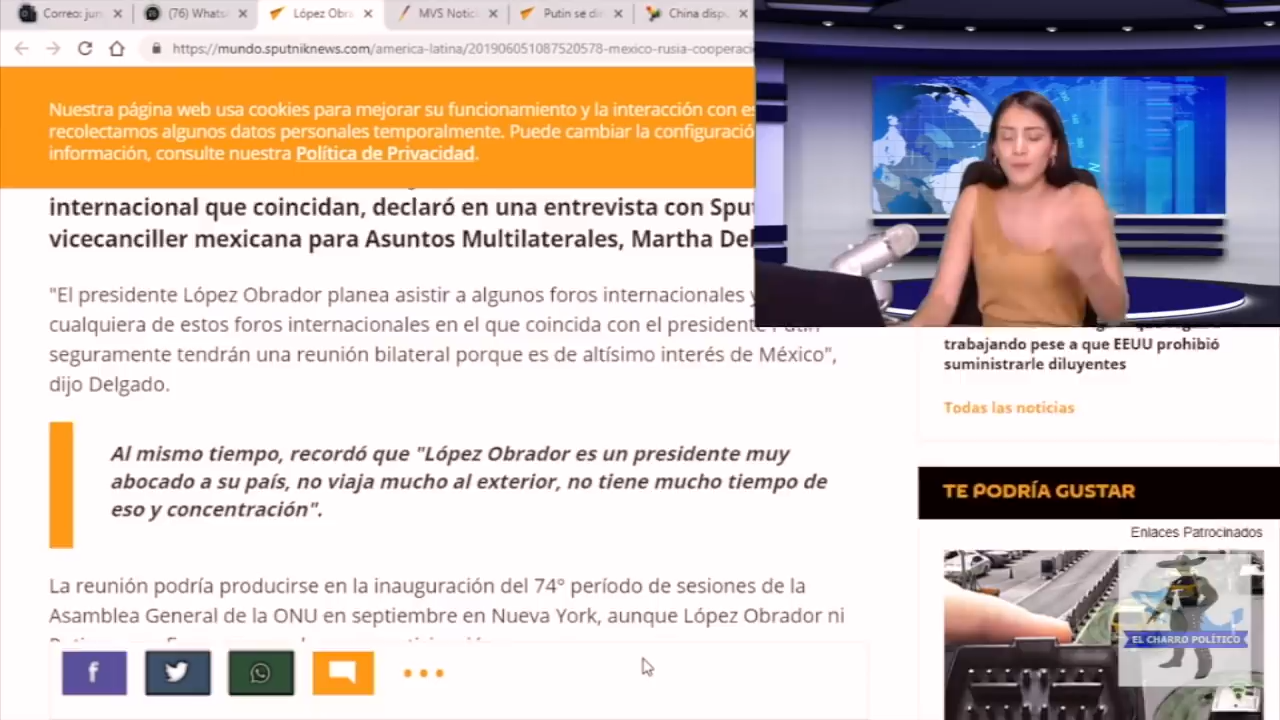 Correo: jun
(76) Whats
López Obra
MVS Notici
Putin se di
China disp
https://mundo.sputniknews.com/america-latina/201906051087520578-mexico-rusia-cooperaci
Nuestra página web usa cookies para mejorar su funcionamiento y la interacción con es
recolectamos algunos datos personales temporalmente. Puede cambiar la configuració
información, consulte nuestra Política de Privacidad.
internacional que coincidan, declaró en una entrevista con Sput
vicecanciller mexicana para Asuntos Multilaterales, Martha Del
"El presidente López Obrador planea asistir a algunos foros internacionales y
cualquiera de estos foros internacionales en el que coincida con el presidente Putin
seguramente tendrán una reunión bilateral porque es de altísimo interés de México",
dijo Delgado.
Al mismo tiempo, recordó que "López Obrador es un presidente muy
abocado a su país, no viaja mucho al exterior, no tiene mucho tiempo de
eso y concentración".
La reunión podría producirse en la inauguración del 74º período de sesiones de la
Asamblea General de la ONU en septiembre en Nueva York, aunque López Obrador ni
trabajando pese a que EEUU prohibió
suministrarle diluyentes
Todas las noticias
TE PODRÍA GUSTAR
Enlaces Patrocinados
EL CHARRO POLÍTICO